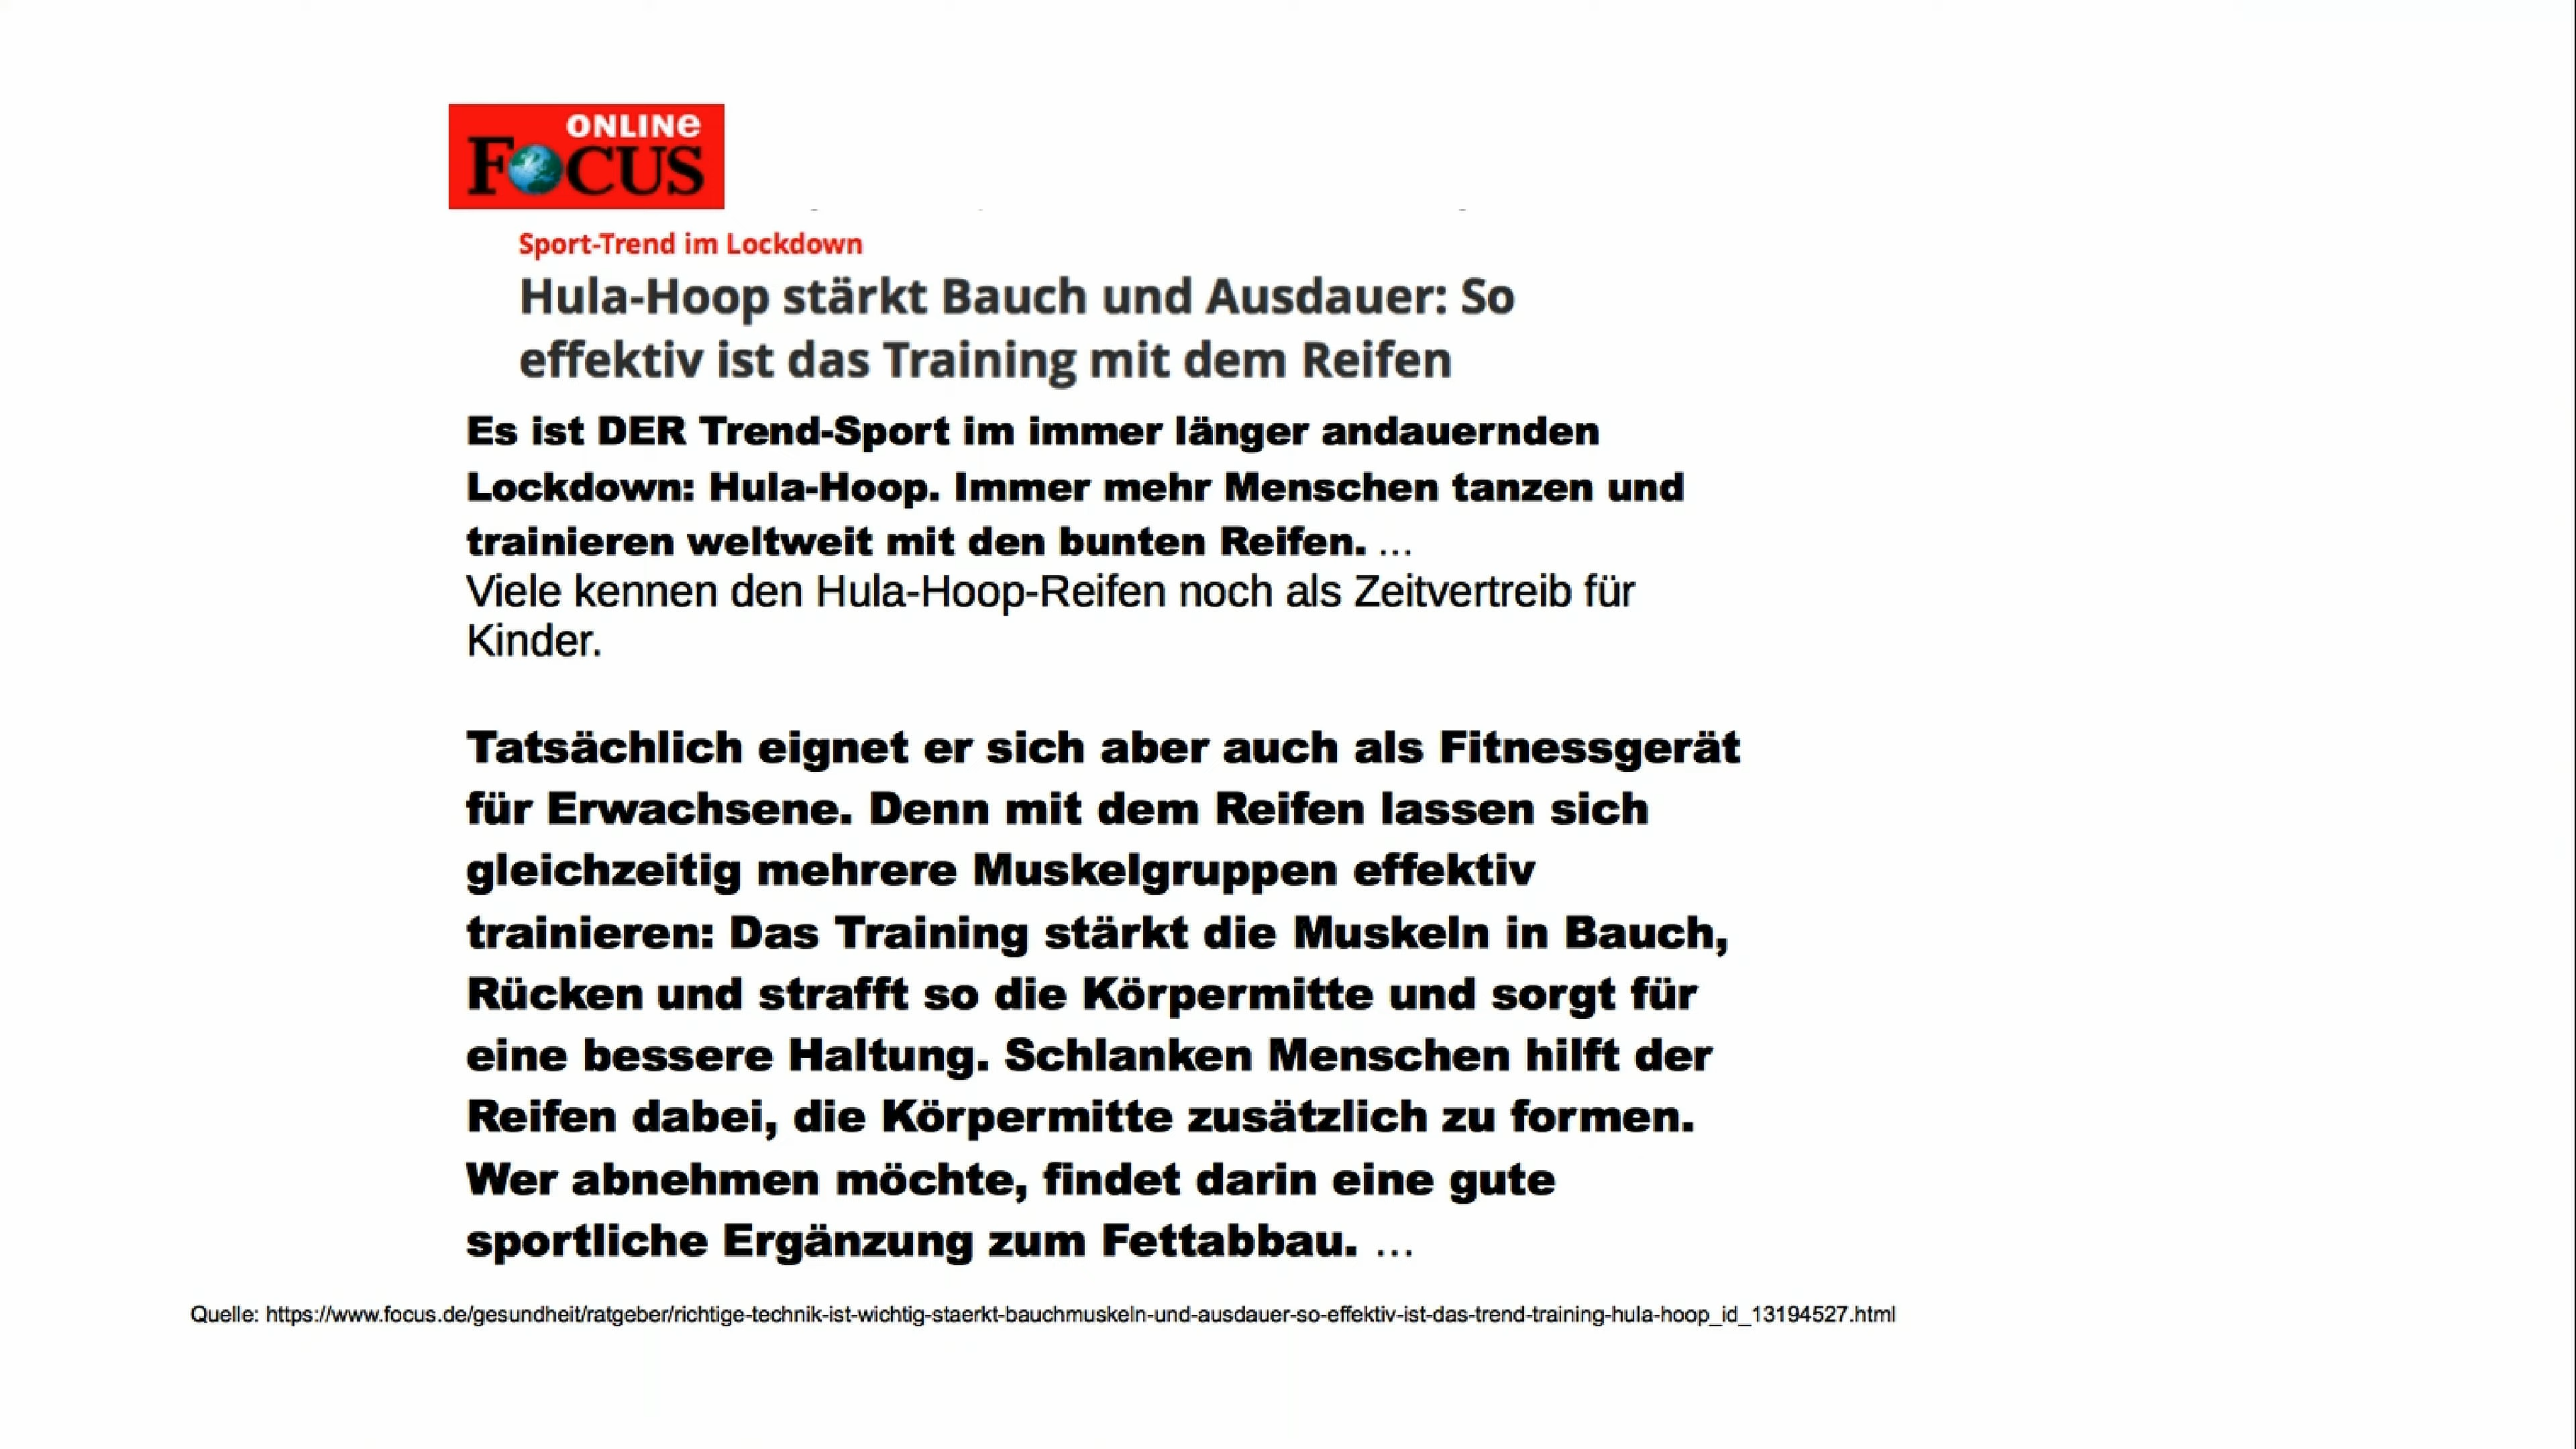 ONLINE
FOCUS
Sport-Trend im Lockdown
Hula-Hoop stärkt Bauch und Ausdauer: So
effektiv ist das Training mit dem Reifen
Es ist DER Trend-Sport im immer länger andauernden
Lockdown: Hula-Hoop. Immer mehr Menschen tanzen und
trainieren weltweit mit den bunten Reifen. ...
Viele kennen den Hula-Hoop-Reifen noch als Zeitvertreib für
Kinder.
Tatsächlich eignet er sich aber auch als Fitnessgerät
für Erwachsene. Denn mit dem Reifen lassen sich
gleichzeitig mehrere Muskelgruppen effektiv
trainieren: Das Training stärkt die Muskeln in Bauch,
Rücken und strafft so die Körpermitte und sorgt für
eine bessere Haltung. Schlanken Menschen hilft der
Reifen dabei, die Körpermitte zusätzlich zu formen.
Wer abnehmen möchte, findet darin eine gute
sportliche Ergänzung zum Fettabbau. ...
Quelle: https://www.focus.de/gesundheit/ratgeber/richtige-technik-ist-wichtig-staerkt-bauchmuskeln-und-ausdauer-so-effektiv-ist-das-trend-training-hula-hoop_id_13194527.html